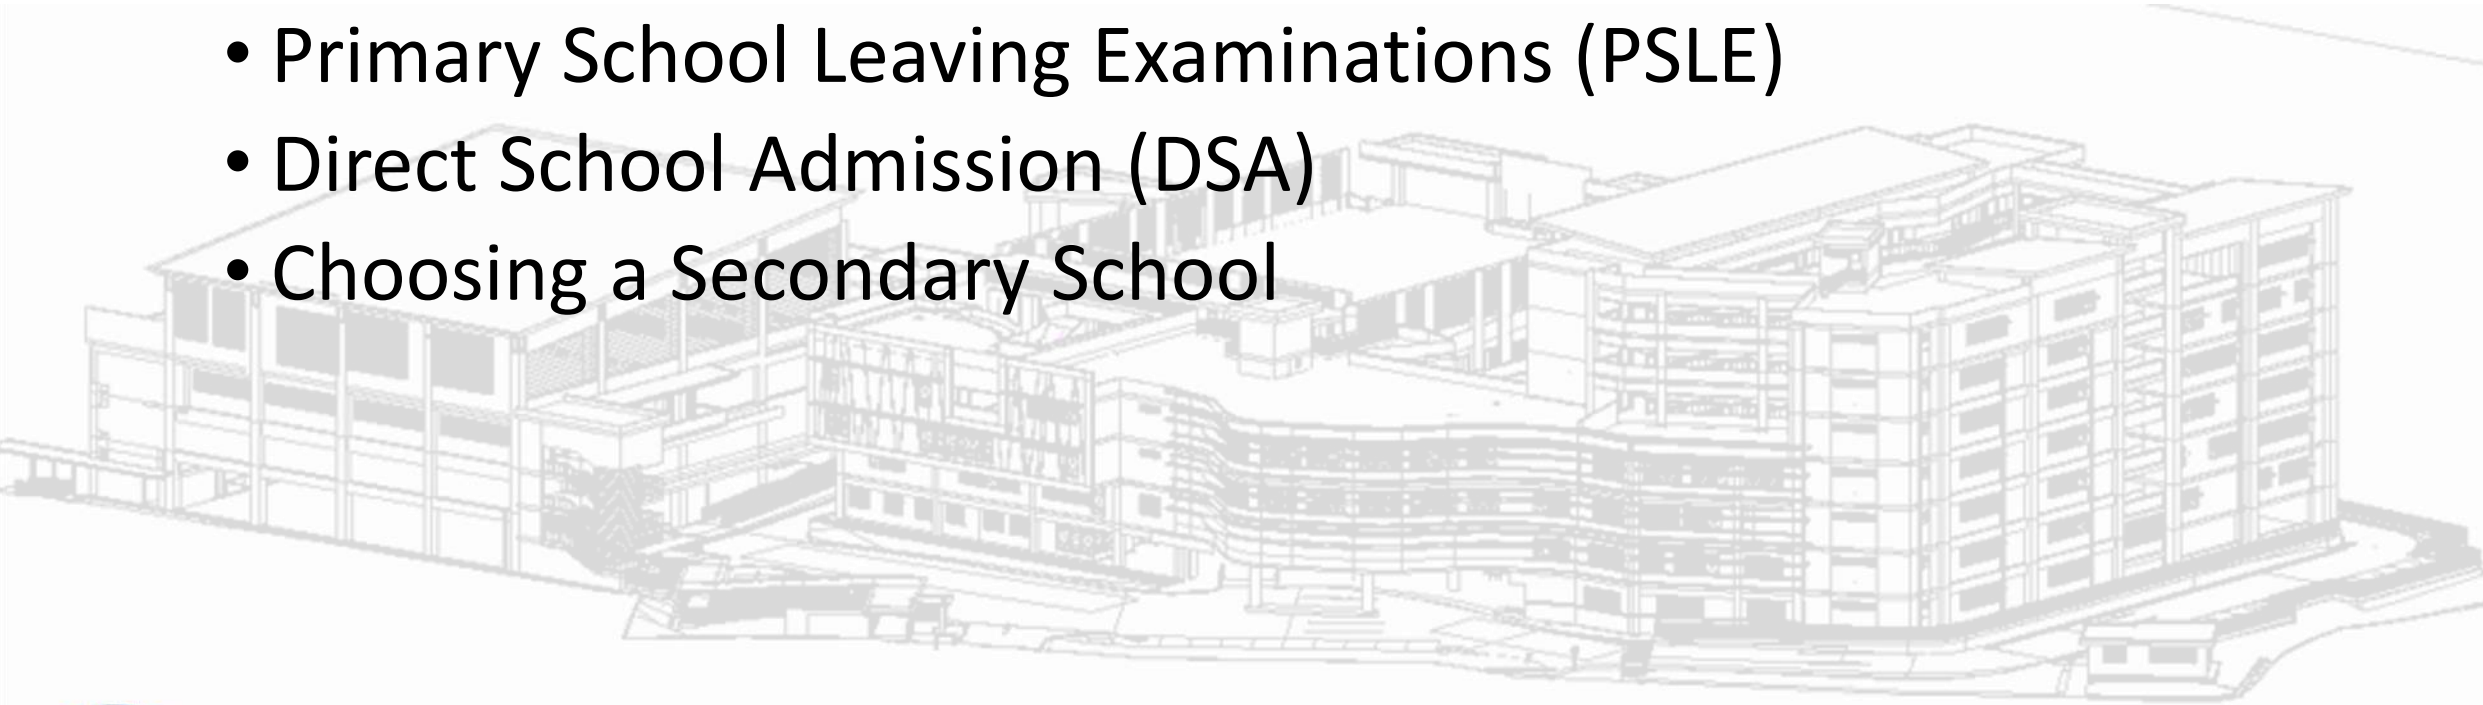 • Primary School Leaving Examinations (PSLE)
• Direct School Admission (DSA)
• Choosing a Secondary School